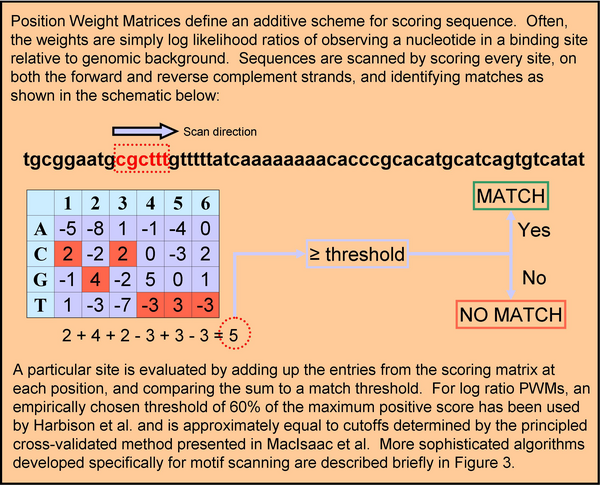 Position Weight Matrices define an additive scheme for scoring sequence. Often,
the weights are simply log likelihood ratios of observing a nucleotide in a binding site
relative to genomic background. Sequences are scanned by scoring every site, on
both the forward and reverse complement strands, and identifying matches as
shown in the schematic below:
Scan direction
tgcggaatgcgctttgtttttatcaaaaaaaacacccgcacatgcatcagtgtcatat
1 2 3 4 5 6
A -5 -8 1 -1 -4 0
C 2 -2 2 0 -3 2
G -1 4 -2 5 0 1
T 1 -3 -7 -3 3 -3
2 + 4 + 2 - 3 + 3 - 3 = 5
≥ threshold
MATCH
Yes
No
NO MATCH
A particular site is evaluated by adding up the entries from the scoring matrix at
each position, and comparing the sum to a match threshold. For log ratio PWMs, an
empirically chosen threshold of 60% of the maximum positive score has been used
by Harbison et al. and is approximately equal to cutoffs determined by the principled
cross-validated method presented in MacIsaac et al. More sophisticated algorithms
developed specifically for motif scanning are described briefly in Figure 3.